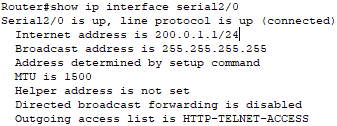 Router#show ip interface serial2/0
Serial2/0 is up, line protocol is up (connected)
Internet address is 200.0.1.1/24
Broadcast address is 255.255.255.255
Address determined by setup command
MTU is 1500
Helper address is not set
Directed broadcast forwarding is disabled
Outgoing access list is HTTP-TELNET-ACCESS